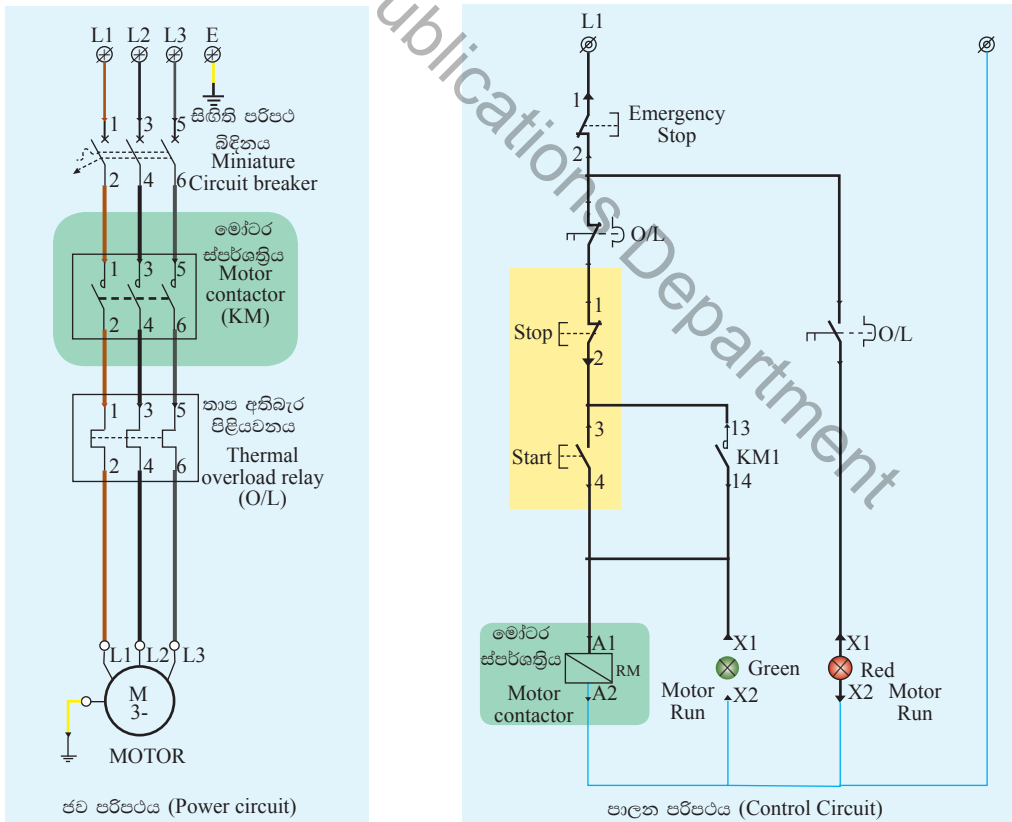 L1 L2 L3 E
සිඟිති පරිපථ
බිඳිනය
Miniature
Circuit breaker
1 3 5
2 4 6
මෝටර
ස්පර්ශත්‍රිය
Motor
contactor
(KM)
1 3 5
2 4 6
තාප අතිබැර
පිළියවනය
Thermal
overload relay
(O/L)
1 3 5
2 4 6
L1 L2 L3
M
3-
MOTOR
ජව පරිපථය (Power circuit)
ublications Department
L1
1
Emergency
Stop
2
O/L
1
Stop
2
O/L
3
Start
4
13
KM1
14
මෝටර
ස්පර්ශත්‍රිය
A1
RM
A2
Motor
contactor
X1
Green
X2
Motor
Run
X1
Red
X2
Motor
Run
පාලන පරිපථය (Control Circuit)